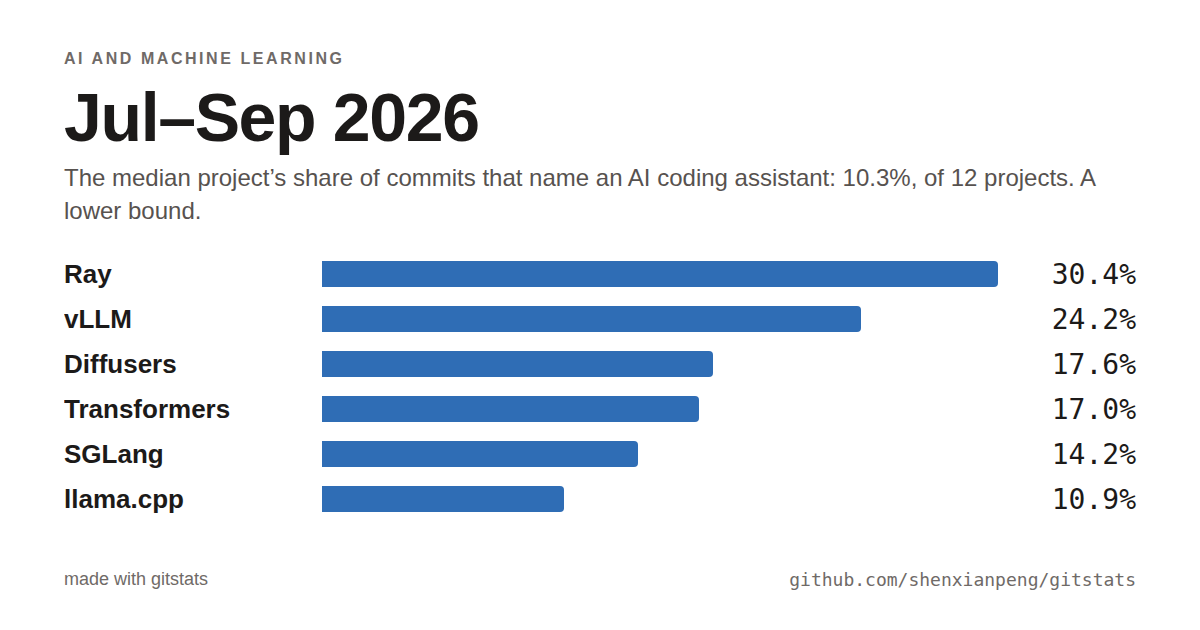 AI AND MACHINE LEARNING
Jul–Sep 2026
The median project’s share of commits that name an AI coding assistant: 10.3%, of 12 projects. A
lower bound.
Ray 30.4%
vLLM 24.2%
Diffusers 17.6%
Transformers 17.0%
SGLang 14.2%
llama.cpp 10.9%
made with gitstats github.com/shenxianpeng/gitstats